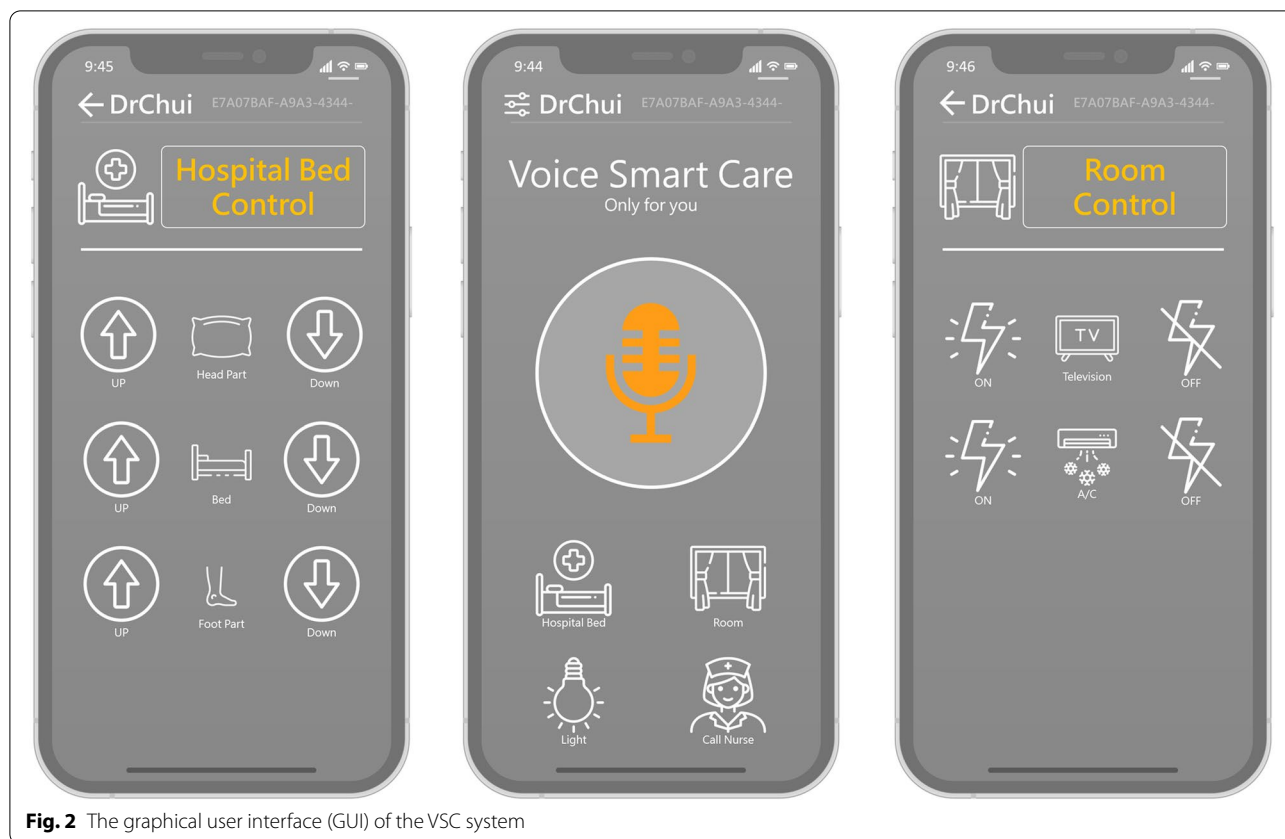 9:45
DrChui E7A07BAF-A9A3-4344-
Hospital Bed
Control
UP Head Part Down
UP Bed Down
UP Foot Part Down
9:44
DrChui E7A07BAF-A9A3-4344-
Voice Smart Care
Only for you
Hospital Bed Room
Light Call Nurse
9:46
DrChui E7A07BAF-A9A3-4344-
Room
Control
ON TV Television OFF
ON A/C OFF
Fig. 2 The graphical user interface (GUI) of the VSC system